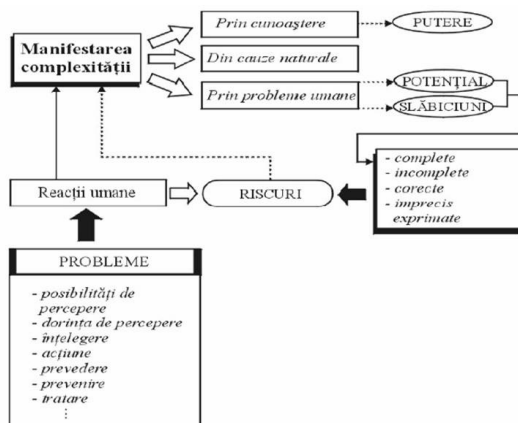 Manifestarea
complexității
Prin cunoaștere
PUTERE
Din cauze naturale
Prin probleme umane
POTENȚIAL
SLĂBICIUNI
Reacții umane
RISCURI
- complete
- incomplete
- corecte
- imprecis
exprimate
PROBLEME
- posibilități de
percepere
- dorința de percepere
- înțelegere
- acțiune
- prevedere
- prevenire
- tratare
⋮